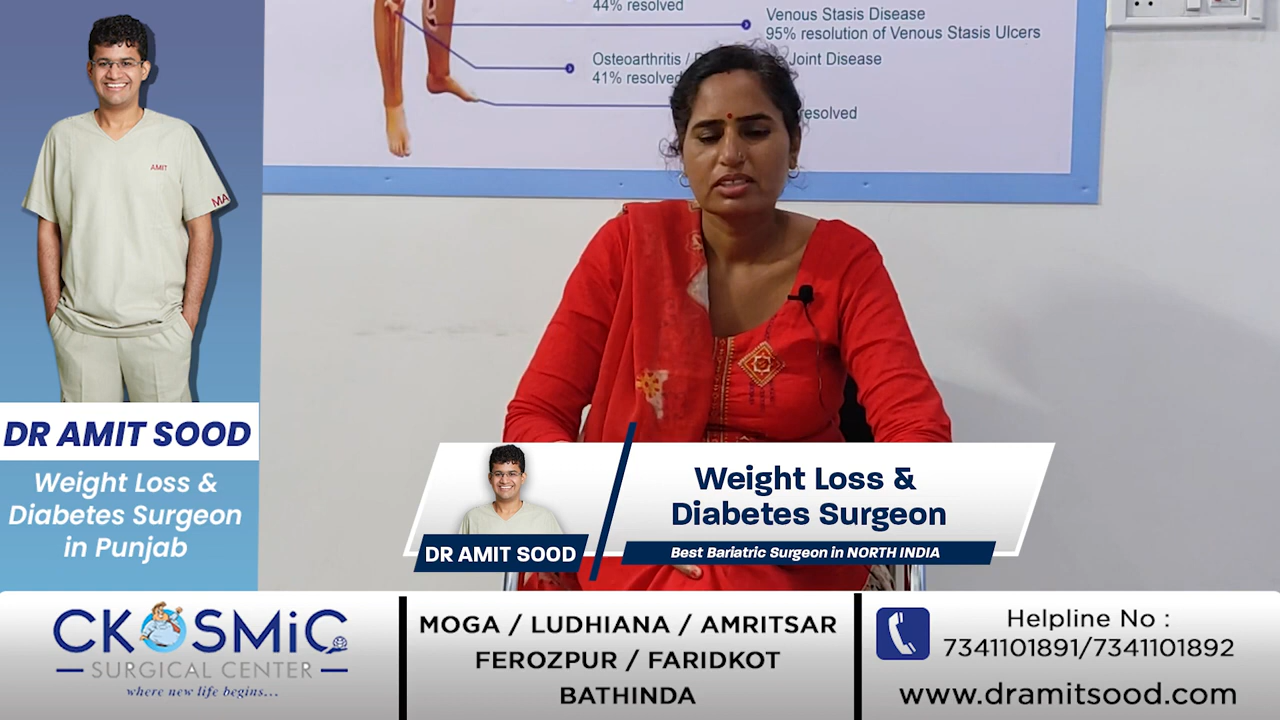 44% resolved
Venous Stasis Disease
95% resolution of Venous Stasis Ulcers
Osteoarthritis / Joint Disease
41% resolved
resolved
AMIT
MA
DR AMIT SOOD
Weight Loss &
Diabetes Surgeon
in Punjab
Weight Loss &
Diabetes Surgeon
DR AMIT SOOD
Best Bariatric Surgeon in NORTH INDIA
CKOSMiC
SURGICAL CENTER
where new life begins...
MOGA / LUDHIANA / AMRITSAR
FEROZPUR / FARIDKOT
BATHINDA
Helpline No :
7341101891/7341101892
www.dramitsood.com